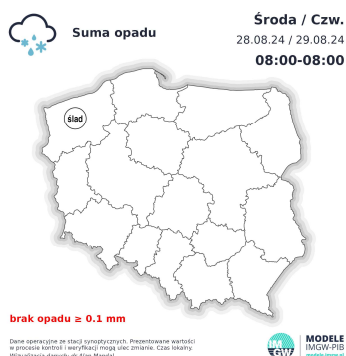 Suma opadu
Środa / Czw.
28.08.24 / 29.08.24
08:00-08:00
ślad
brak opadu ≥ 0.1 mm
Dane operacyjne ze stacji synoptycznych. Prezentowane wartości
w procesie kontroli i weryfikacji mogą ulec zmianie. Czas lokalny.
IM
GW
MODELE
IMGW-PIB